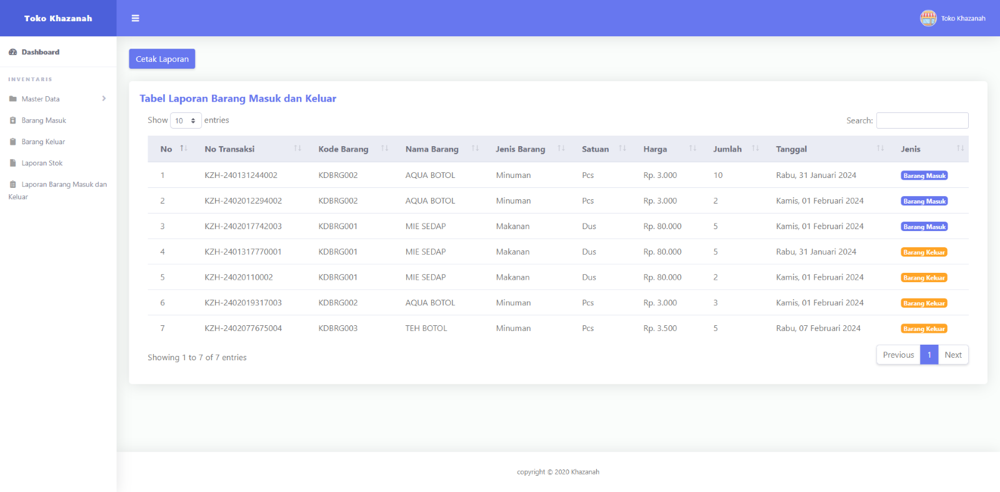 Toko Khazanah
Toko Khazanah
Dashboard
INVENTARIS
Master Data
Barang Masuk
Barang Keluar
Laporan Stok
Laporan Barang Masuk dan
Keluar
Cetak Laporan
Tabel Laporan Barang Masuk dan Keluar
Show 10 entries
Search:
No No Transaksi Kode Barang Nama Barang Jenis Barang Satuan Harga Jumlah Tanggal Jenis
1 KZH-240131244002 KDBRG002 AQUA BOTOL Minuman Pcs Rp. 3.000 10 Rabu, 31 Januari 2024 Barang Masuk
2 KZH-2402012294002 KDBRG002 AQUA BOTOL Minuman Pcs Rp. 3.000 2 Kamis, 01 Februari 2024 Barang Masuk
3 KZH-2402017742003 KDBRG001 MIE SEDAP Makanan Dus Rp. 80.000 5 Kamis, 01 Februari 2024 Barang Masuk
4 KZH-2401317770001 KDBRG001 MIE SEDAP Makanan Dus Rp. 80.000 5 Rabu, 31 Januari 2024 Barang Keluar
5 KZH-24020110002 KDBRG001 MIE SEDAP Makanan Dus Rp. 80.000 2 Kamis, 01 Februari 2024 Barang Keluar
6 KZH-2402019317003 KDBRG002 AQUA BOTOL Minuman Pcs Rp. 3.000 3 Kamis, 01 Februari 2024 Barang Keluar
7 KZH-2402077675004 KDBRG003 TEH BOTOL Minuman Pcs Rp. 3.500 5 Rabu, 07 Februari 2024 Barang Keluar
Showing 1 to 7 of 7 entries
Previous 1 Next
copyright © 2020 Khazanah